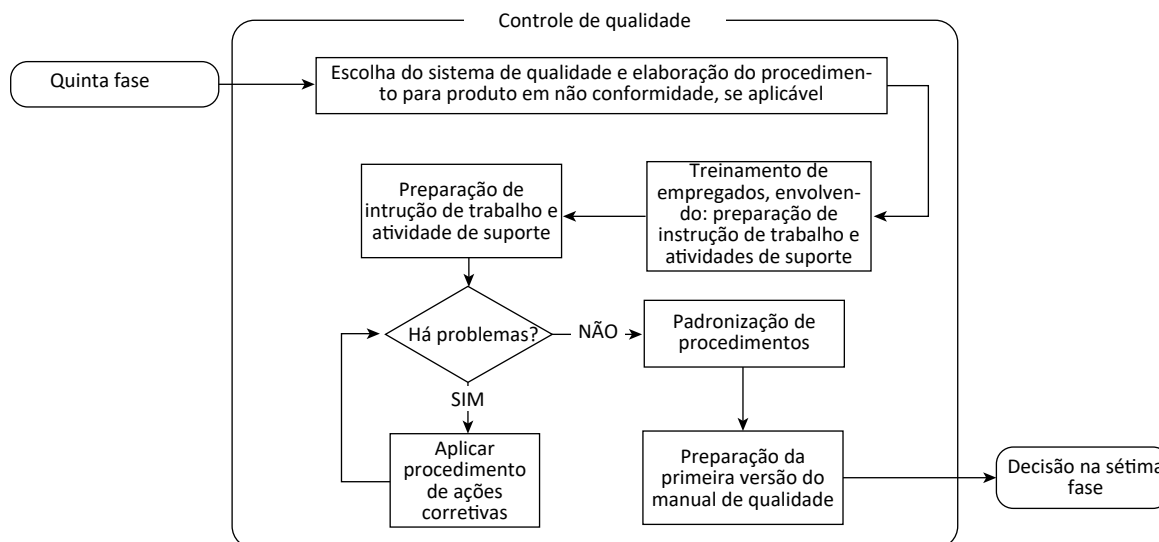 Controle de qualidade
Quinta fase
Escolha do sistema de qualidade e elaboração do procedimen-
to para produto em não conformidade, se aplicável
Treinamento de
empregados, envolven-
do: preparação de
instrução de trabalho e
atividades de suporte
Preparação de
intrução de trabalho e
atividade de suporte
Há problemas?
NÃO
Padronização de
procedimentos
SIM
Aplicar
procedimento
de ações
corretivas
Preparação da
primeira versão do
manual de qualidade
Decisão na sétima
fase